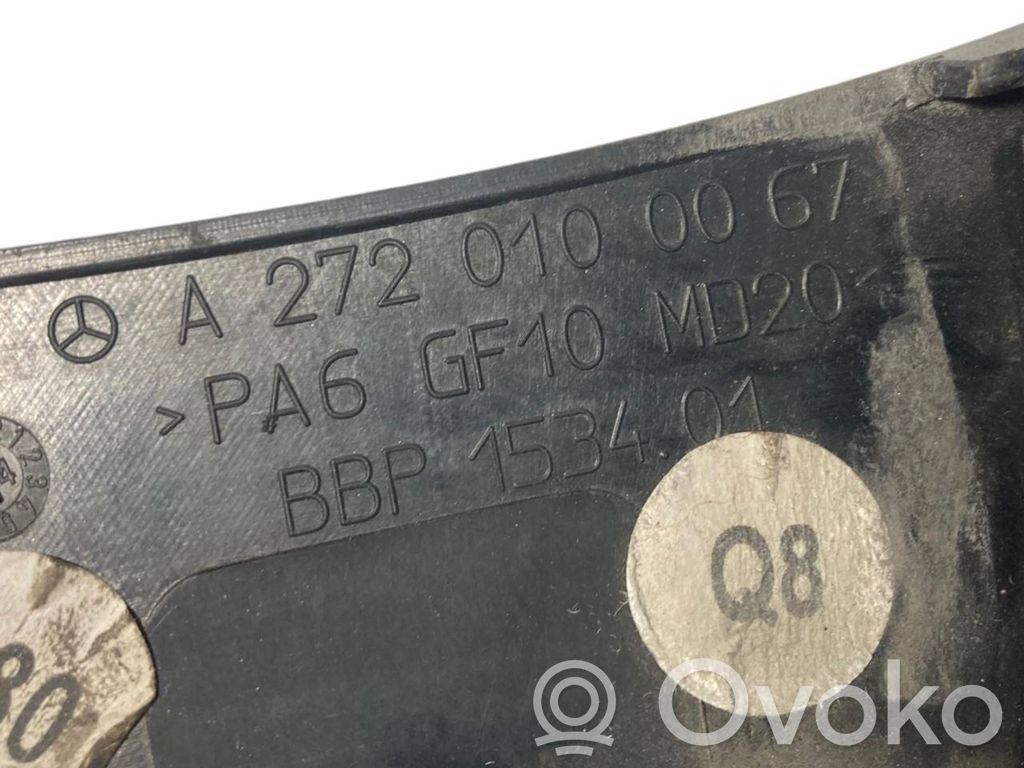 A 272 010 00 67
>PA6 GF10 MD20<
BBP 1534.01
Q8
Ovoko